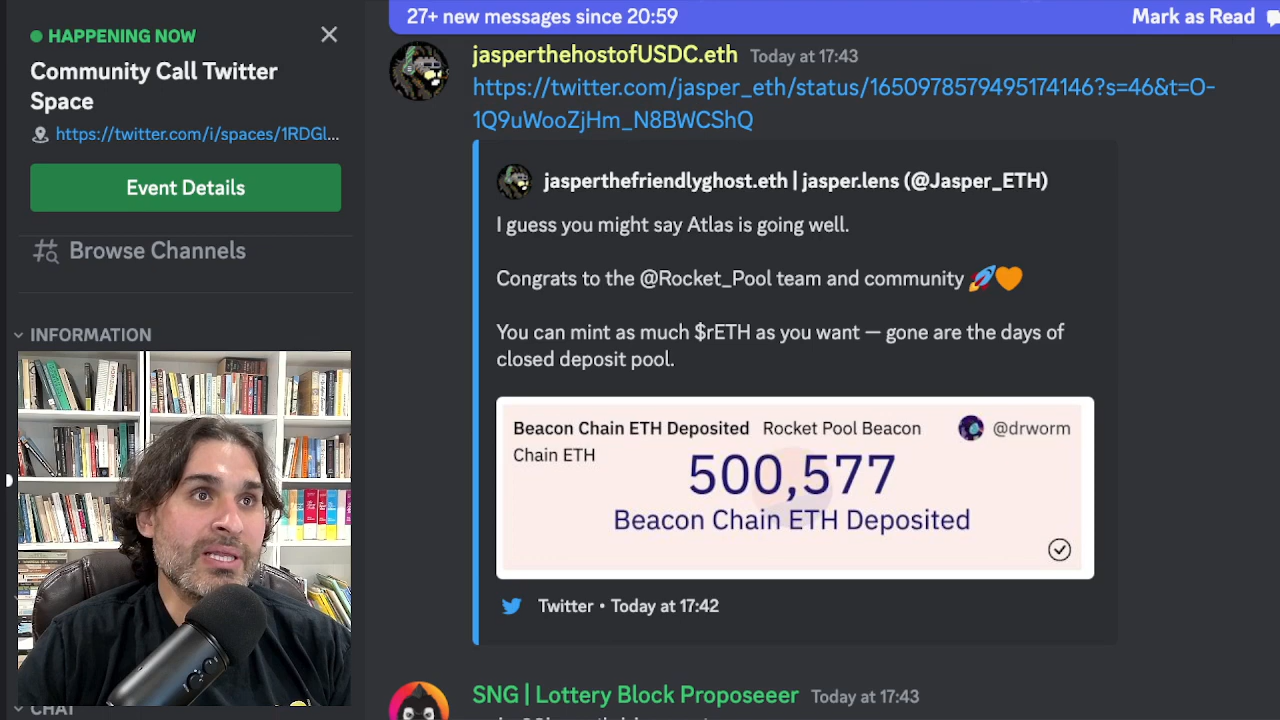 HAPPENING NOW
Community Call Twitter
Space
https://twitter.com/i/spaces/1RDGl...
Event Details
Browse Channels
INFORMATION
CHAT
27+ new messages since 20:59
Mark as Read
jasperthehostofUSDC.eth Today at 17:43
https://twitter.com/jasper_eth/status/1650978579495174146?s=46&t=O-
1Q9uWooZjHm_N8BWCShQ
jasperthefriendlyghost.eth | jasper.lens (@Jasper_ETH)
I guess you might say Atlas is going well.
Congrats to the @Rocket_Pool team and community 🚀🧡
You can mint as much $rETH as you want — gone are the days of
closed deposit pool.
Beacon Chain ETH Deposited Rocket Pool Beacon
Chain ETH
@drworm
500,577
Beacon Chain ETH Deposited
Twitter • Today at 17:42
SNG | Lottery Block Proposeeer Today at 17:43